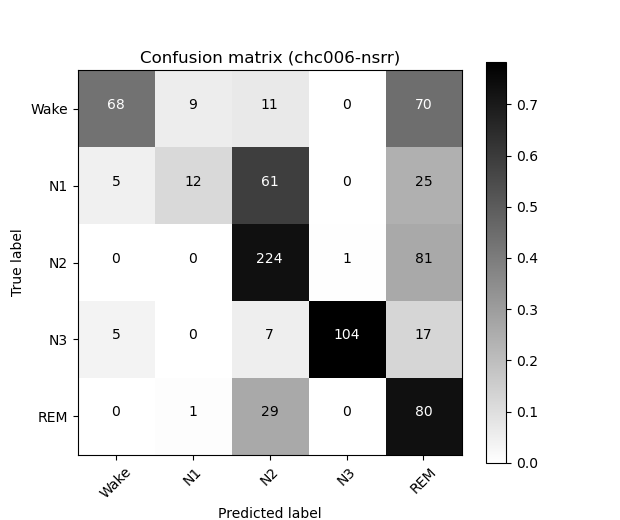 Confusion matrix (chc006-nsrr)
Wake 68 9 11 0 70
N1 5 12 61 0 25
N2 0 0 224 1 81
N3 5 0 7 104 17
REM 0 1 29 0 80
Wake N1 N2 N3 REM
Predicted label
True label
0.7
0.6
0.5
0.4
0.3
0.2
0.1
0.0